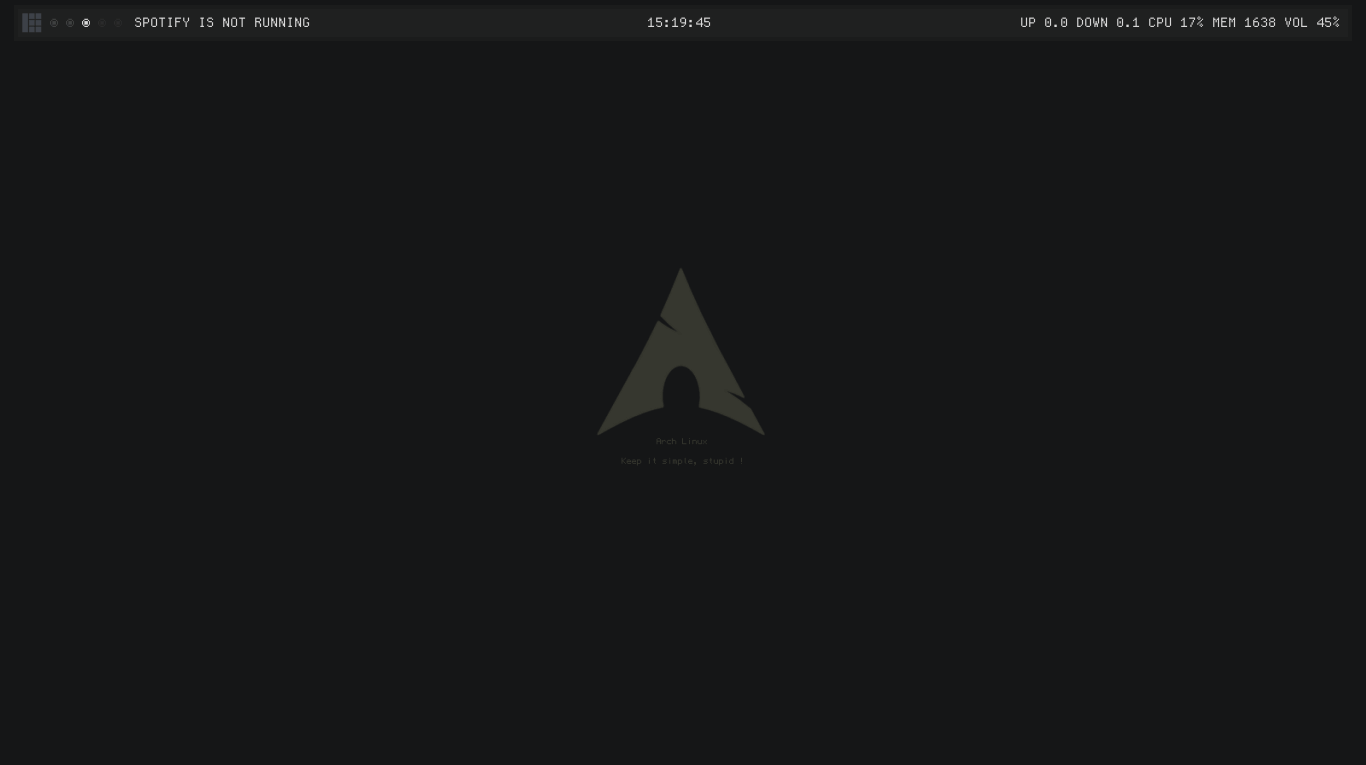 SPOTIFY IS NOT RUNNING 15:19:45 UP 0.0 DOWN 0.1 CPU 17% MEM 1638 VOL 45%
Arch Linux
Keep it simple, stupid !